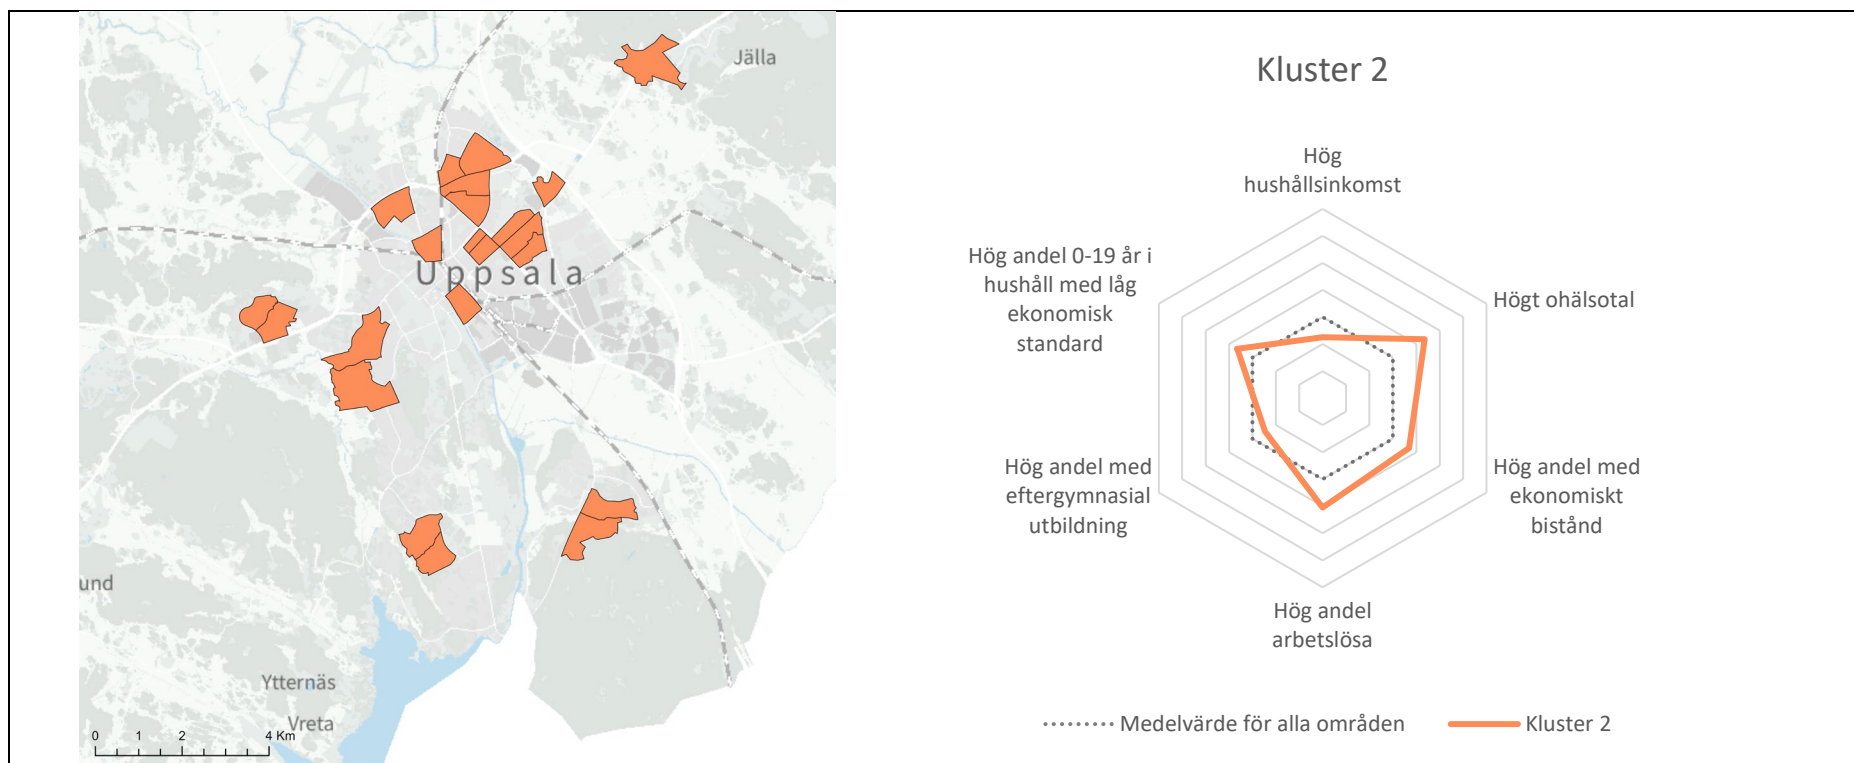 Jälla
Uppsala
und
Ytternäs
Vreta
0 1 2 4 Km
Kluster 2
Hög
hushållsinkomst
Högt ohälsotal
Hög andel med
ekonomiskt
bistånd
Hög andel
arbetslösa
Hög andel med
eftergymnasial
utbildning
Hög andel 0-19 år i
hushåll med låg
ekonomisk
standard
Medelvärde för alla områden
Kluster 2